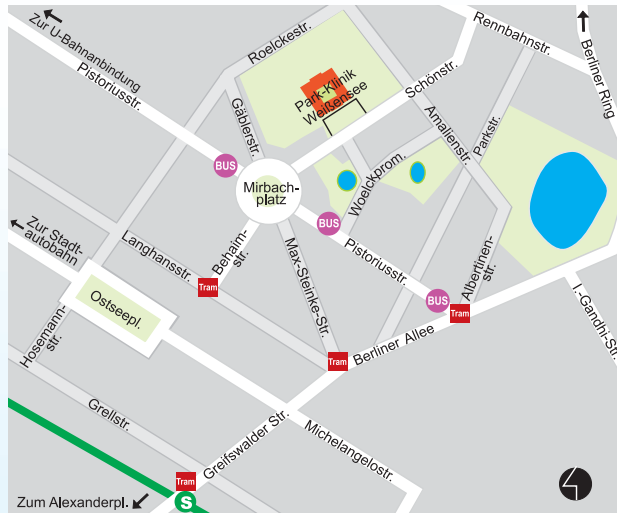 Zur U-Bahnanbindung
Pistoriusstr.
Roelckestr.
Rennbahnstr.
Berliner Ring
Park-Klinik
Weißensee
Schönstr.
Gäblerstr.
Amalienstr.
Parkstr.
BUS
Mirbach-
platz
Woelckprom.
BUS
Zur Stadt-
autobahn
Langhansstr.
Behaim-
str.
Max-Steinke-Str.
Pistoriusstr.
Albertinen-
str.
I.-Gandhi-Str.
Tram
BUS
Tram
Ostseepl.
Hosemann-
str.
Tram
Berliner Allee
Grellstr.
Greifswalder Str.
Michelangelostr.
Tram
S
Zum Alexanderpl.